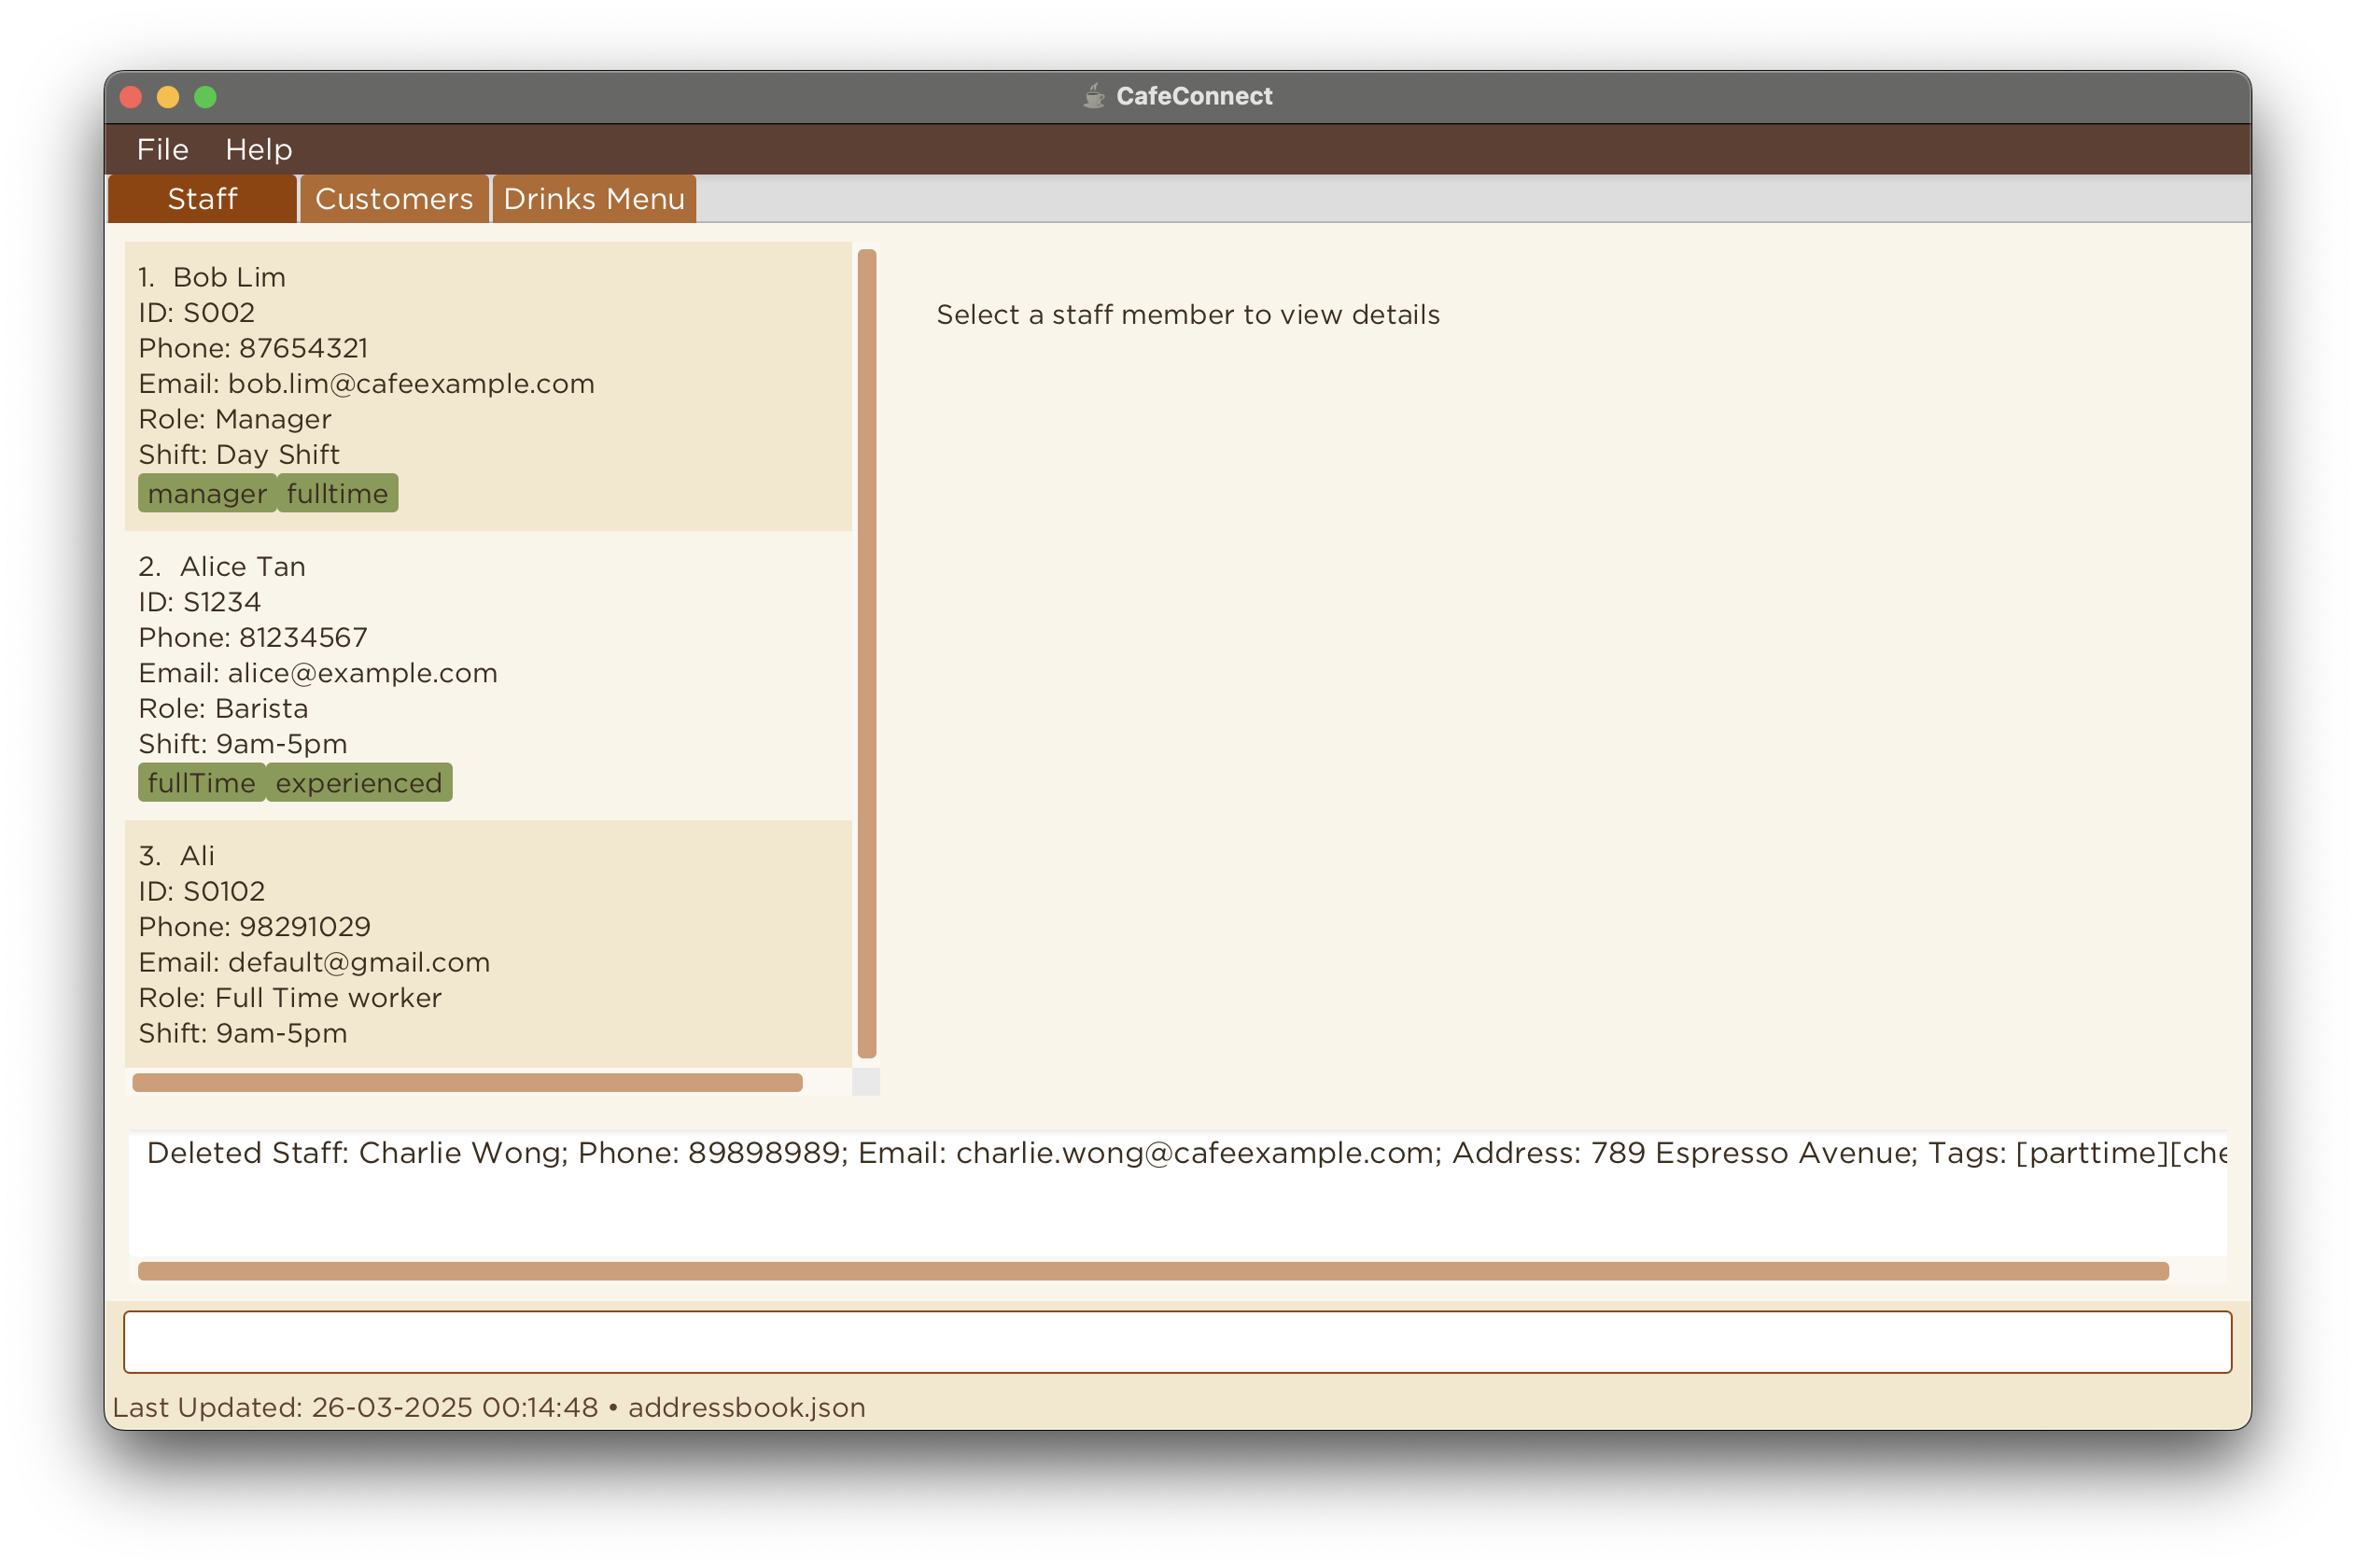 CafeConnect
File Help
Staff Customers Drinks Menu
1. Bob Lim
ID: S002
Phone: 87654321
Email: bob.lim@cafeexample.com
Role: Manager
Shift: Day Shift
manager fulltime
2. Alice Tan
ID: S1234
Phone: 81234567
Email: alice@example.com
Role: Barista
Shift: 9am-5pm
fullTime experienced
3. Ali
ID: S0102
Phone: 98291029
Email: default@gmail.com
Role: Full Time worker
Shift: 9am-5pm
Select a staff member to view details
Deleted Staff: Charlie Wong; Phone: 89898989; Email: charlie.wong@cafeexample.com; Address: 789 Espresso Avenue; Tags: [parttime][che
Last Updated: 26-03-2025 00:14:48 • addressbook.json